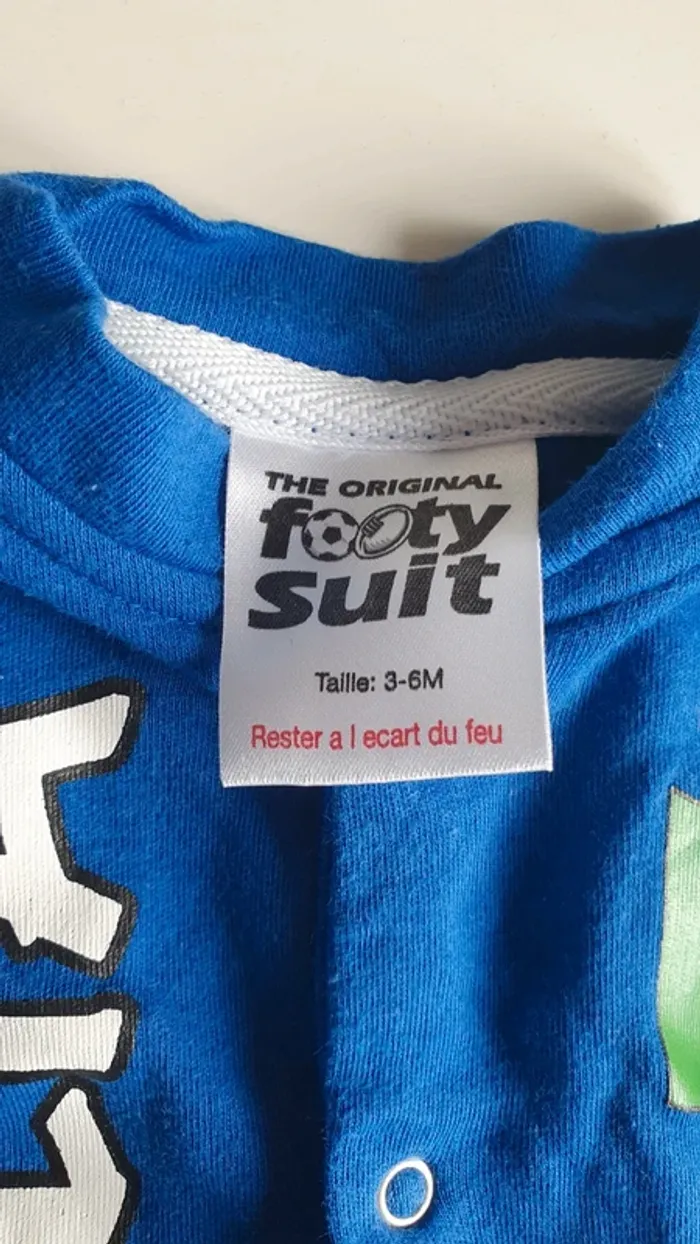 THE ORIGINAL
footy
suit
Taille: 3-6M
Rester a l ecart du feu